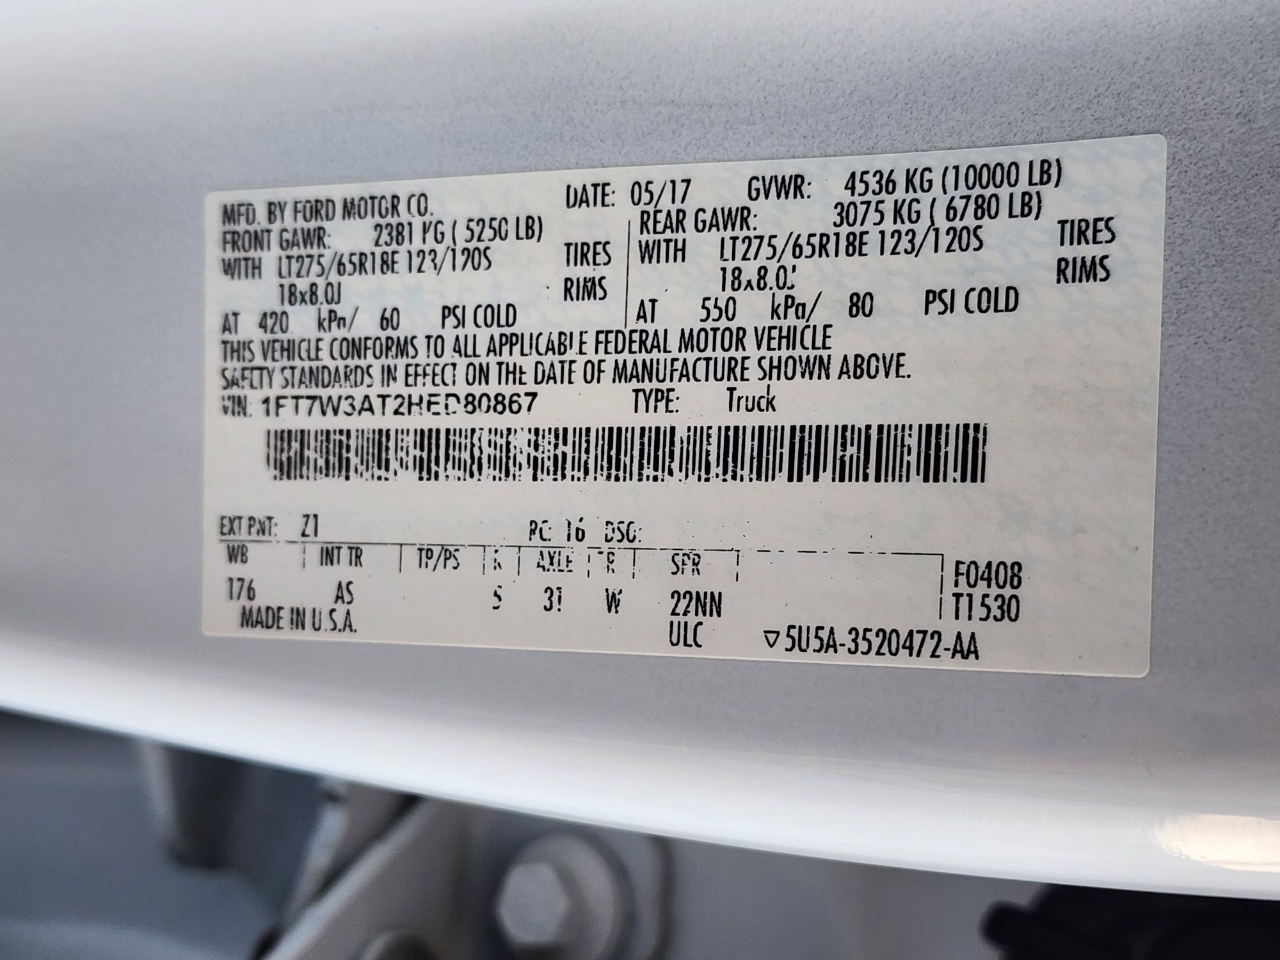 MFD. BY FORD MOTOR CO. DATE: 05/17 GVWR: 4536 KG (10000 LB)
FRONT GAWR: 2381 KG ( 5250 LB) REAR GAWR: 3075 KG ( 6780 LB)
WITH LT275/65R18E 123/120S TIRES WITH LT275/65R18E 123/120S TIRES
18x8.0J RIMS 18x8.0J RIMS
AT 420 kPa/ 60 PSI COLD AT 550 kPa/ 80 PSI COLD
THIS VEHICLE CONFORMS TO ALL APPLICABLE FEDERAL MOTOR VEHICLE
SAFETY STANDARDS IN EFFECT ON THE DATE OF MANUFACTURE SHOWN ABOVE.
VIN: 1FT7W3AT2HED80867 TYPE: Truck
EXT PNT: Z1 RC: 16 DSO:
WB INT TR TP/PS R AXLE TR SPR F0408
176 AS S 31 W 22NN T1530
MADE IN U.S.A. ULC ▽5U5A-3520472-AA